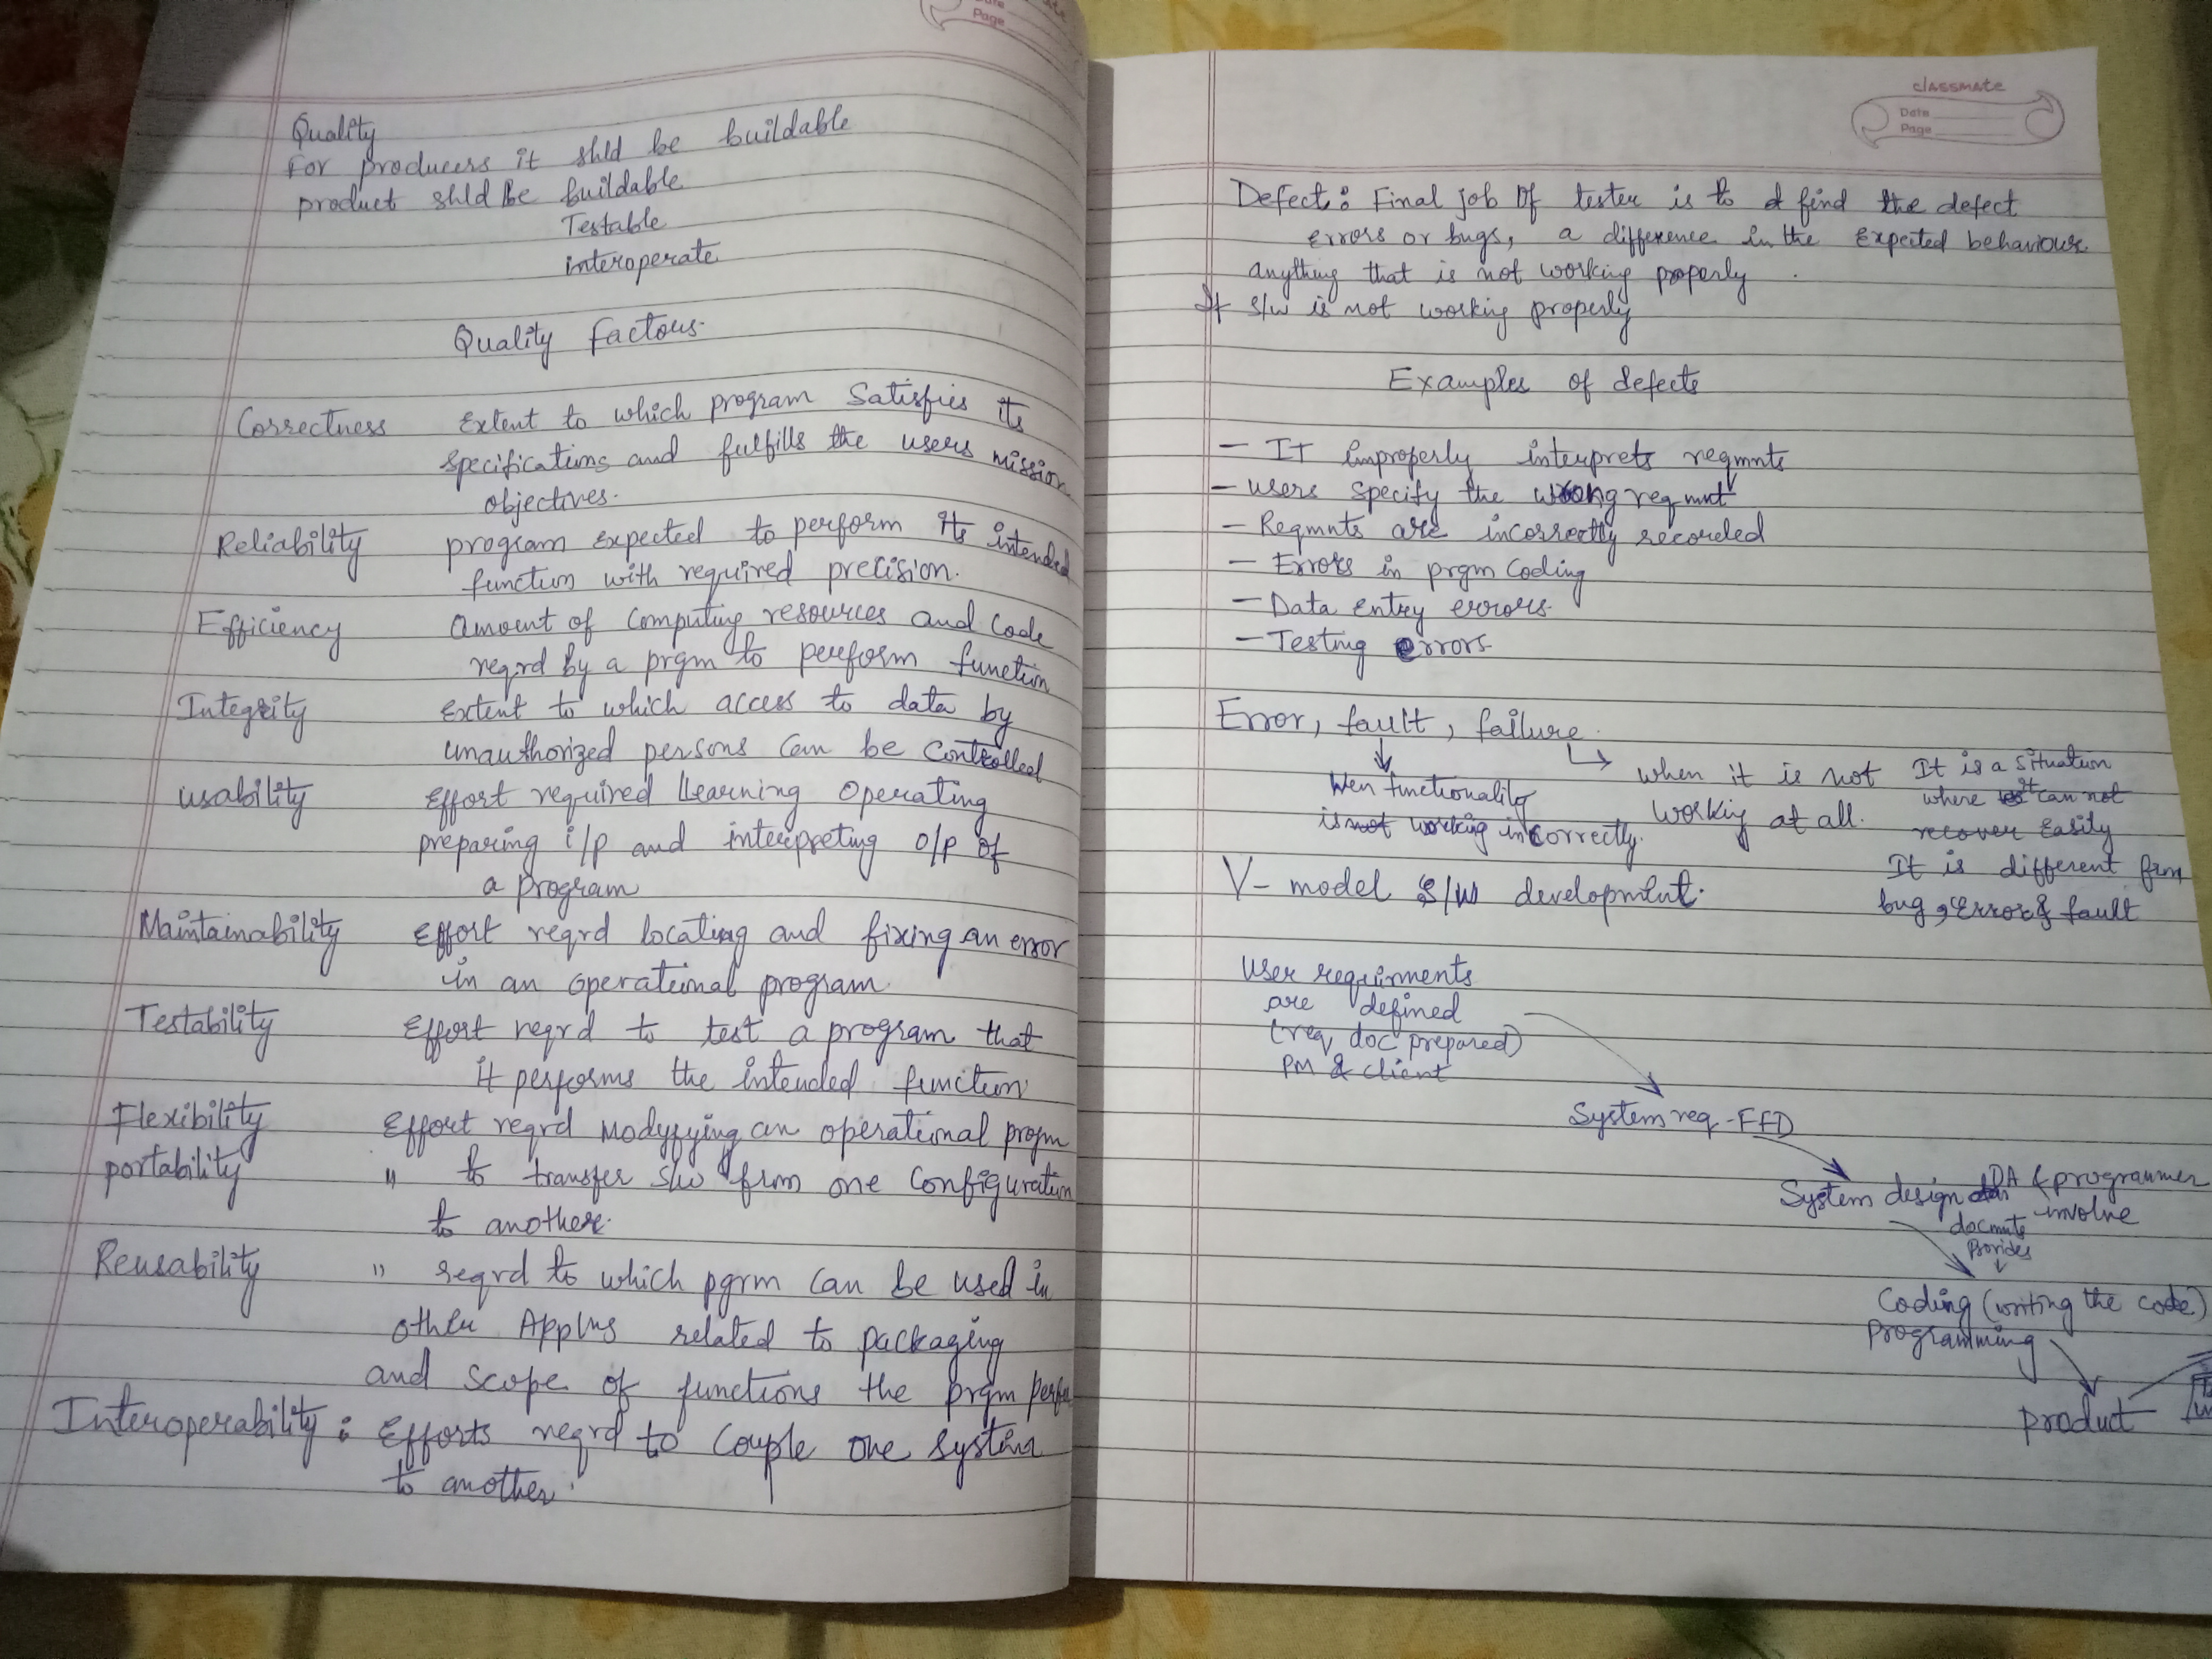 Date
Page
Quality
For producers it shld be buildable
product shld be buildable
Testable
interoperate
Quality factors.
Correctness Extent to which program Satisfies its
specifications and fulfills the users mission
objectives.
Reliability program expected to perform its intended
function with required precision.
Efficiency Amount of computing resources and code
reqrd by a prgm to perform function
Integrity Extent to which access to data by
unauthorized persons can be controlled
usability Effort required learning operating
preparing i/p and interpreting o/p of
a program
Maintainability Effort reqrd locating and fixing an error
in an operational program
Testability Effort reqrd to test a program that
it performs the intended function
Flexibility Effort reqrd Modyfying an operational progm
portability " to transfer s/w from one configuration
to another.
Reusability " reqrd to which pgrm can be used in
other Applns related to packaging
and scope of functions the prgm
Interoperability : Efforts reqrd to couple one system
to another.
classmate
Date
Page
Defect : Final job of tester is to find the defect
errors or bugs, a difference in the expected behaviour.
anything that is not working properly .
If s/w is not working properly
Examples of defects
— It improperly interprets reqmnts
— users specify the wrong reqmnt
— Reqmnts are incorrectly recorded
— Errors in prgm Coding
— Data entry errors.
— Testing errors
Error, fault, failure.
↓ Wen functionality
is not working incorrectly.
↳ when it is not
working at all.
It is a situation
where it can not
recover easily
It is different frm
bug, Error & fault
V- model s/w development.
User requirments
are defined
(req doc prepared)
PM & client
System req - FFD
System design DA & programmer
involve
docmnts
Provides
↓
Coding (writing the code)
Programming
product